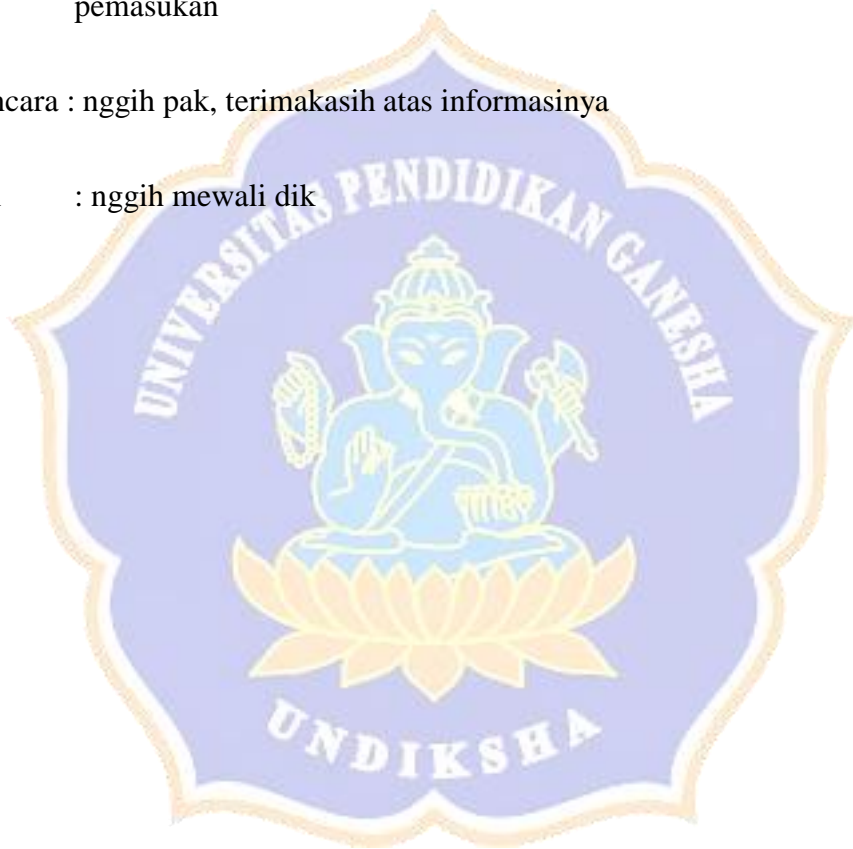 pemasukan
ncara : nggih pak, terimakasih atas informasinya
: nggih mewali dik
UNIVERSITAS PENDIDIKAN GANESHA
UNDIKSHA